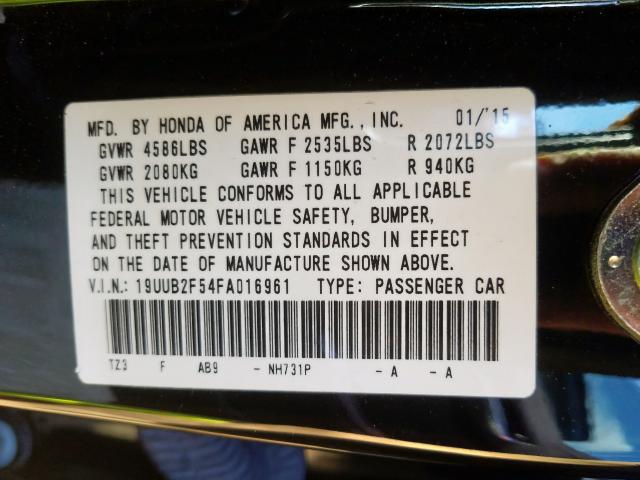 MFD. BY HONDA OF AMERICA MFG., INC. 01/'15
GVWR 4586LBS GAWR F 2535LBS R 2072LBS
GVWR 2080KG GAWR F 1150KG R 940KG
THIS VEHICLE CONFORMS TO ALL APPLICABLE
FEDERAL MOTOR VEHICLE SAFETY, BUMPER,
AND THEFT PREVENTION STANDARDS IN EFFECT
ON THE DATE OF MANUFACTURE SHOWN ABOVE.
V.I.N.: 19UUB2F54FA016961 TYPE: PASSENGER CAR
TZ3 F AB9 - NH731P - A - A